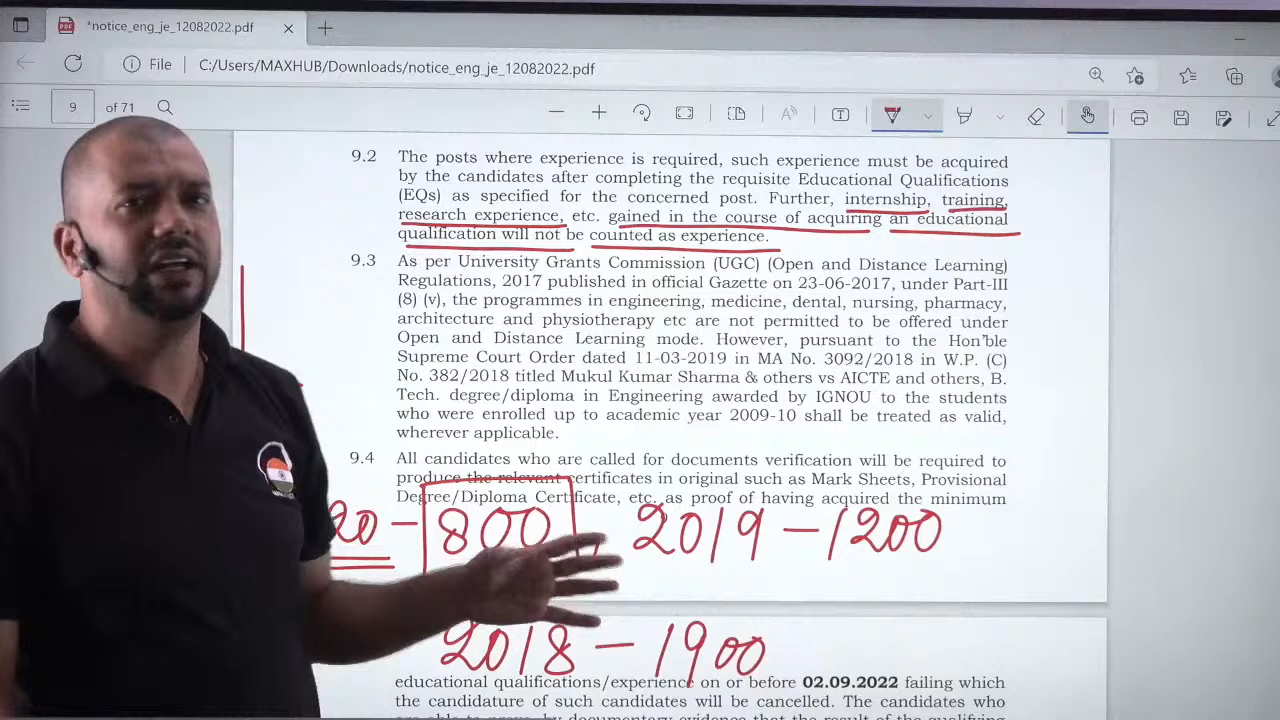 *notice_eng_je_12082022.pdf
File
C:/Users/MAXHUB/Downloads/notice_eng_je_12082022.pdf
9 of 71
9.2 The posts where experience is required, such experience must be acquired
by the candidates after completing the requisite Educational Qualifications
(EQs) as specified for the concerned post. Further, internship, training,
research experience, etc. gained in the course of acquiring an educational
qualification will not be counted as experience.
9.3 As per University Grants Commission (UGC) (Open and Distance Learning)
Regulations, 2017 published in official Gazette on 23-06-2017, under Part-III
(8) (v), the programmes in engineering, medicine, dental, nursing, pharmacy,
architecture and physiotherapy etc are not permitted to be offered under
Open and Distance Learning mode. However, pursuant to the Hon'ble
Supreme Court Order dated 11-03-2019 in MA No. 3092/2018 in W.P. (C)
No. 382/2018 titled Mukul Kumar Sharma & others vs AICTE and others, B.
Tech. degree/diploma in Engineering awarded by IGNOU to the students
who were enrolled up to academic year 2009-10 shall be treated as valid,
wherever applicable.
9.4 All candidates who are called for documents verification will be required to
produce the relevant certificates in original such as Mark Sheets, Provisional
Degree/Diploma Certificate, etc. as proof of having acquired the minimum
20 - 800 2019 - 1200
2018 - 1900
educational qualifications/experience on or before 02.09.2022 failing which
the candidature of such candidates will be cancelled. The candidates who